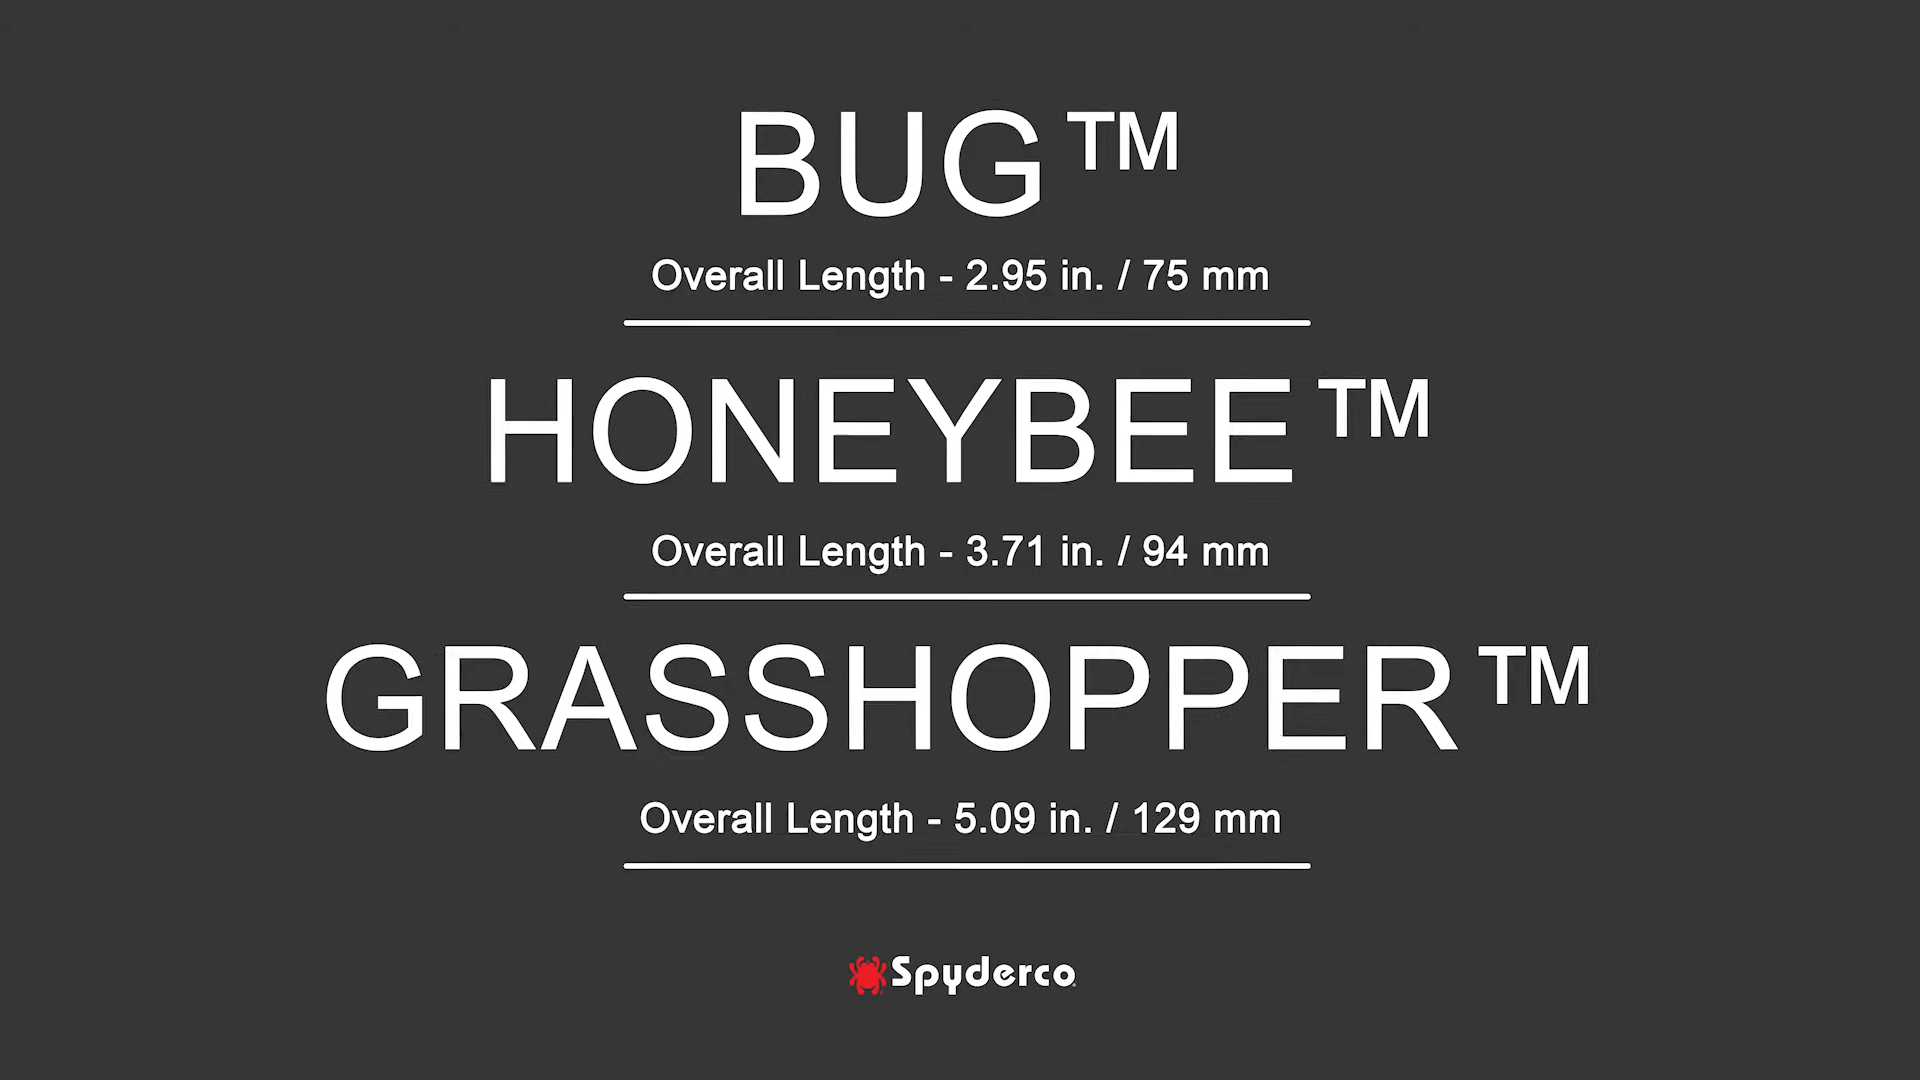 BUG™
Overall Length - 2.95 in. / 75 mm
HONEYBEE™
Overall Length - 3.71 in. / 94 mm
GRASSHOPPER™
Overall Length - 5.09 in. / 129 mm
Spyderco